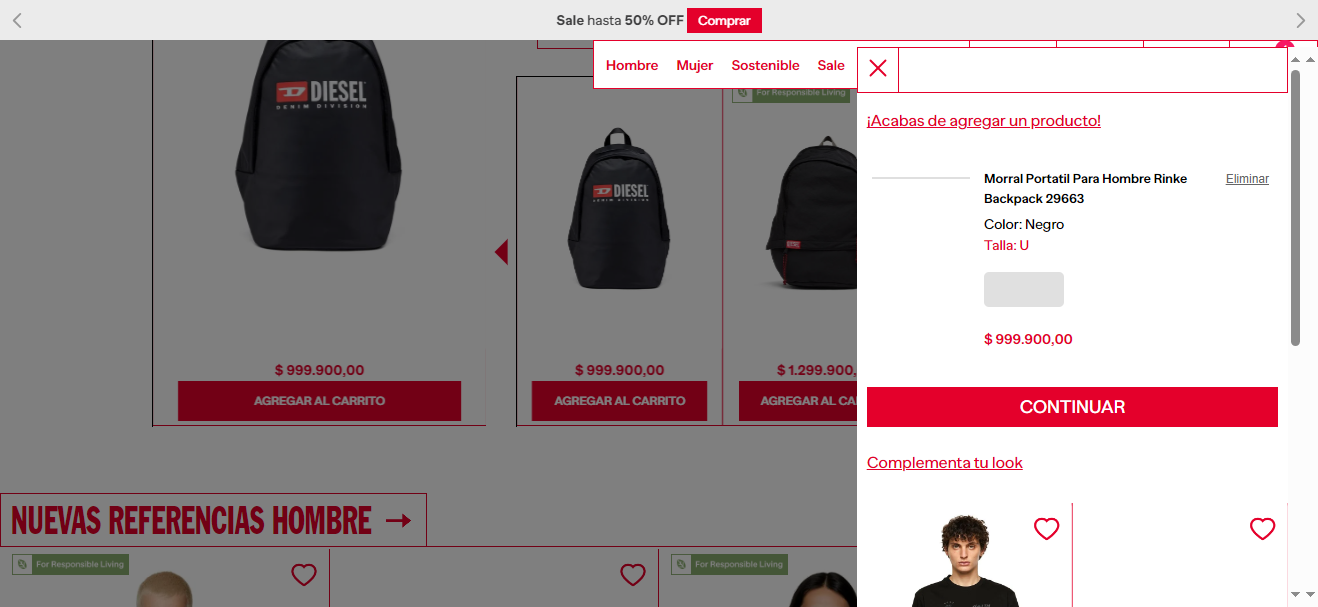 Sale hasta 50% OFF Comprar
Hombre Mujer Sostenible Sale
For Responsible Living
¡Acabas de agregar un producto!
Morral Portatil Para Hombre Rinke
Backpack 29663
Eliminar
Color: Negro
Talla: U
$ 999.900,00
CONTINUAR
Complementa tu look
DIESEL
DENIM DIVISION
DIESEL
DENIM DIVISION
DIESEL
$ 999.900,00
AGREGAR AL CARRITO
$ 999.900,00
AGREGAR AL CARRITO
$ 1.299.900,
AGREGAR AL CA
NUEVAS REFERENCIAS HOMBRE
For Responsible Living
For Responsible Living